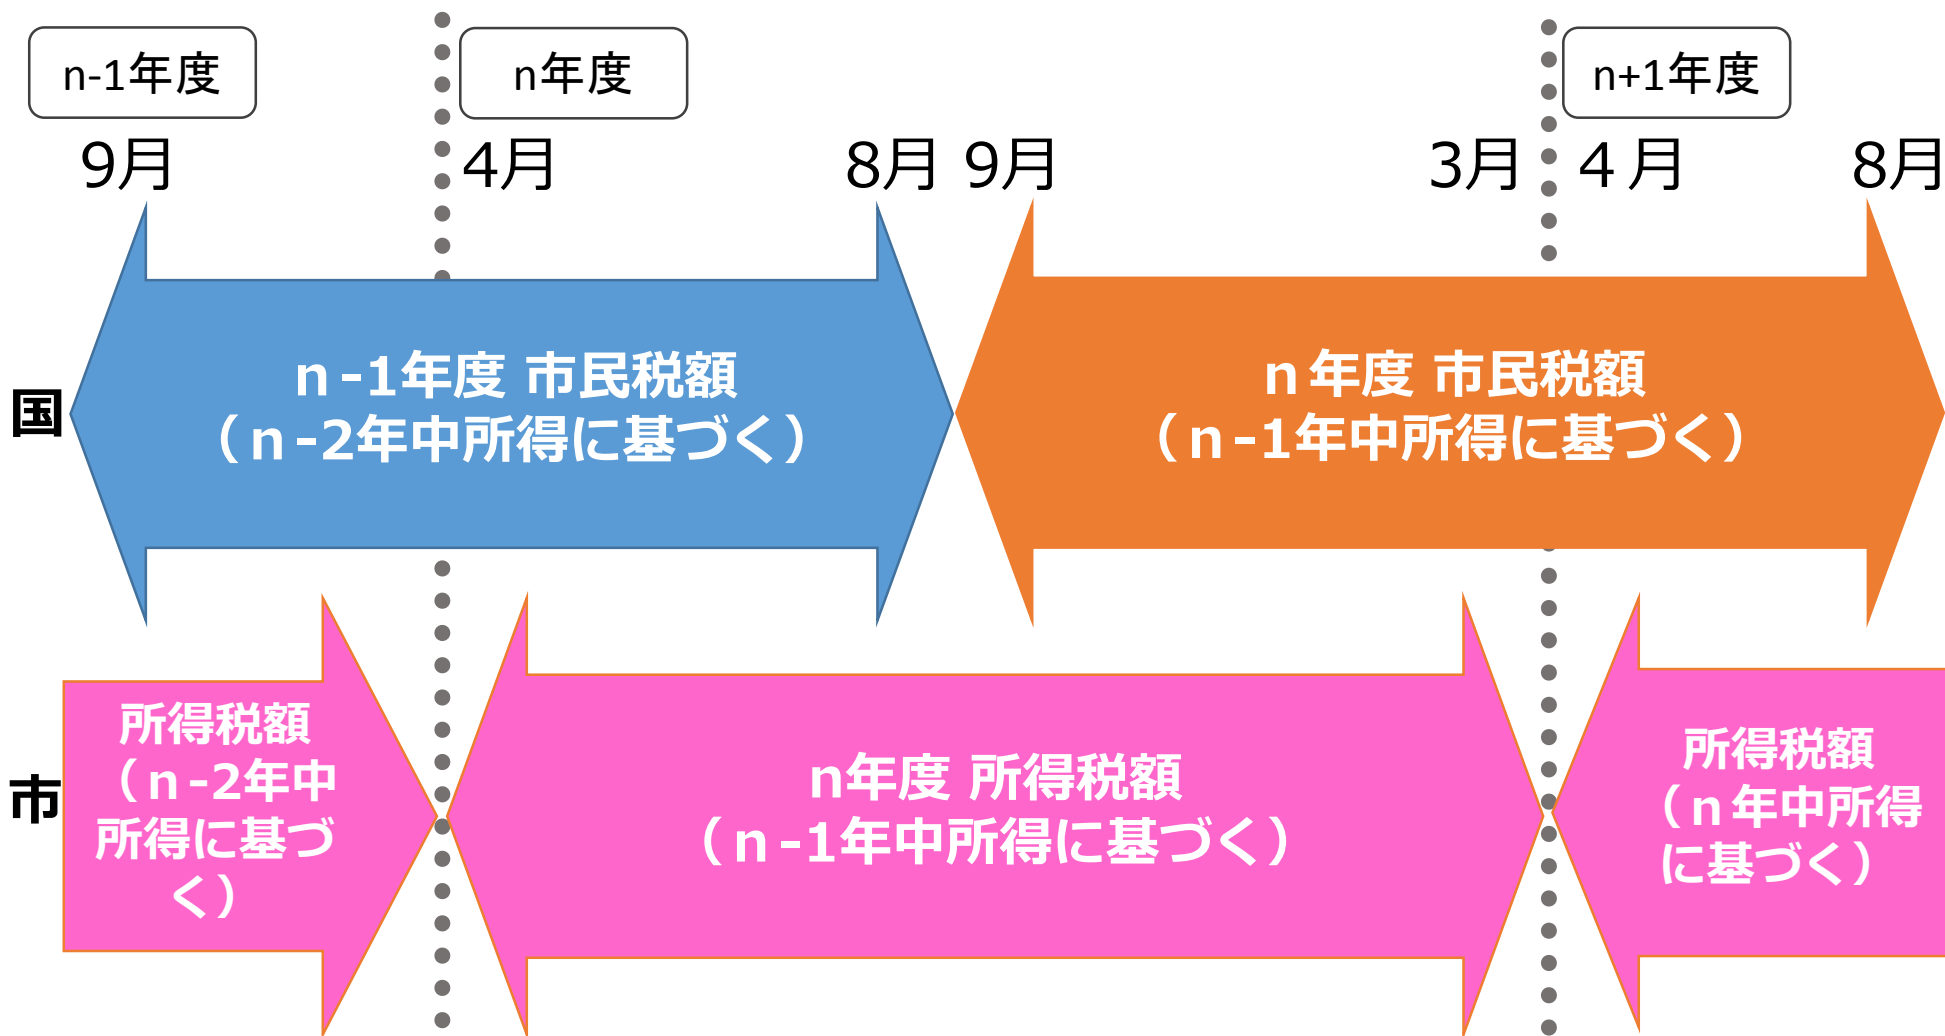 n-1年度
n年度
n+1年度
9月
4月
8月
9月
3月
４月
8月
国
ｎ-1年度 市民税額
（ｎ-2年中所得に基づく）
ｎ年度 市民税額
（ｎ-1年中所得に基づく）
市
所得税額
（ｎ-2年中
所得に基づ
く）
n年度 所得税額
（ｎ-1年中所得に基づく）
所得税額
（ｎ年中所得
に基づく）